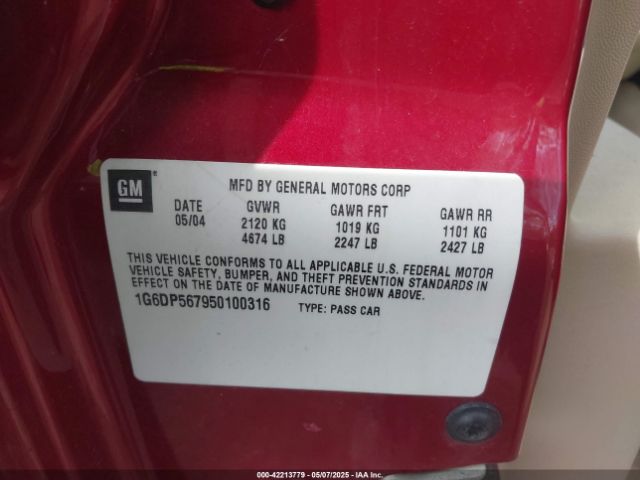 GM®
MFD BY GENERAL MOTORS CORP
DATE GVWR GAWR FRT GAWR RR
05/04 2120 KG 1019 KG 1101 KG
4674 LB 2247 LB 2427 LB
THIS VEHICLE CONFORMS TO ALL APPLICABLE U.S. FEDERAL MOTOR
VEHICLE SAFETY, BUMPER, AND THEFT PREVENTION STANDARDS IN
EFFECT ON THE DATE OF MANUFACTURE SHOWN ABOVE.
1G6DP567950100316 TYPE: PASS CAR
000-42213779 - 05/07/2025 - IAA Inc.